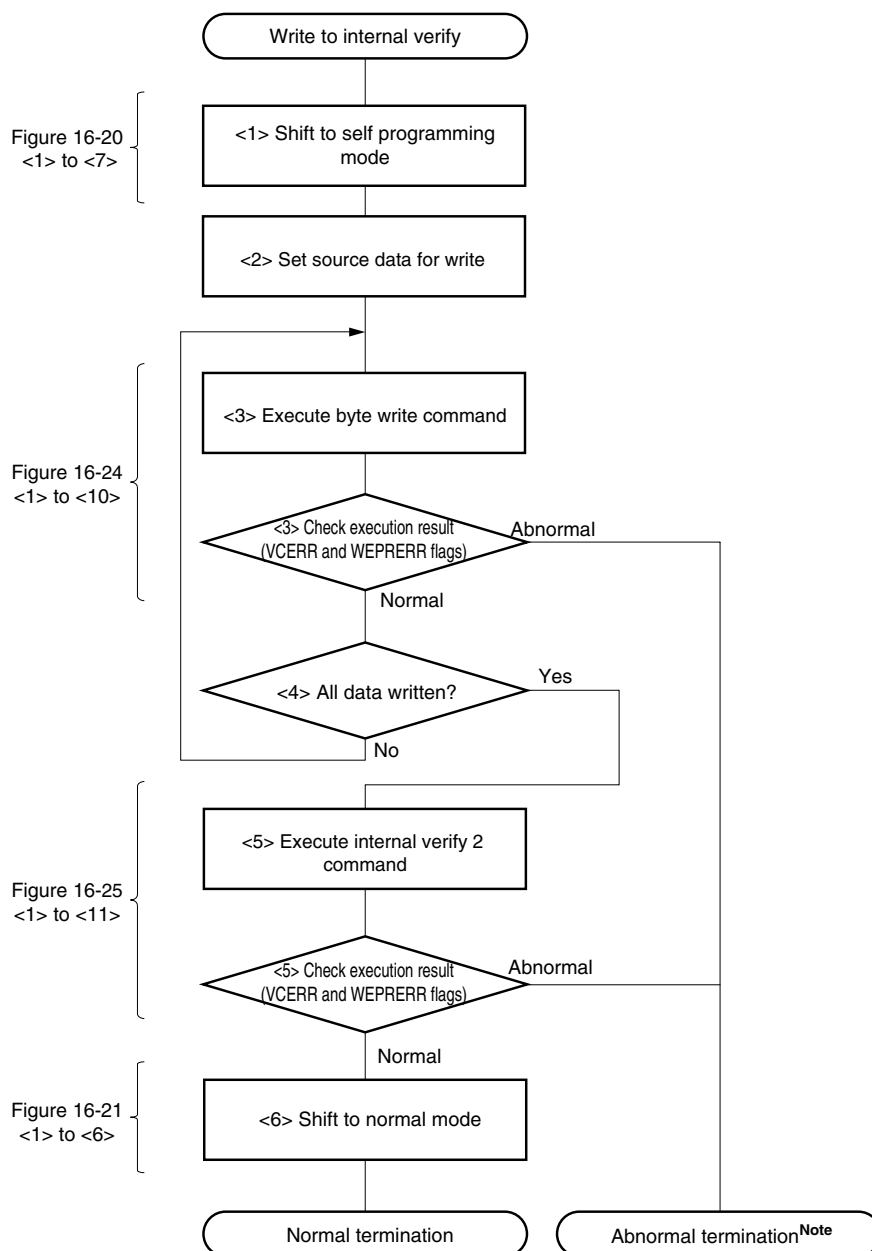 Write to internal verify
Figure 16-20
<1> to <7>
<1> Shift to self programming
mode
<2> Set source data for write
Figure 16-24
<1> to <10>
<3> Execute byte write command
<3> Check execution result
(VCERR and WEPRERR flags)
Abnormal
Normal
<4> All data written?
Yes
No
Figure 16-25
<1> to <11>
<5> Execute internal verify 2
command
<5> Check execution result
(VCERR and WEPRERR flags)
Abnormal
Normal
Figure 16-21
<1> to <6>
<6> Shift to normal mode
Normal termination
Abnormal termination Note